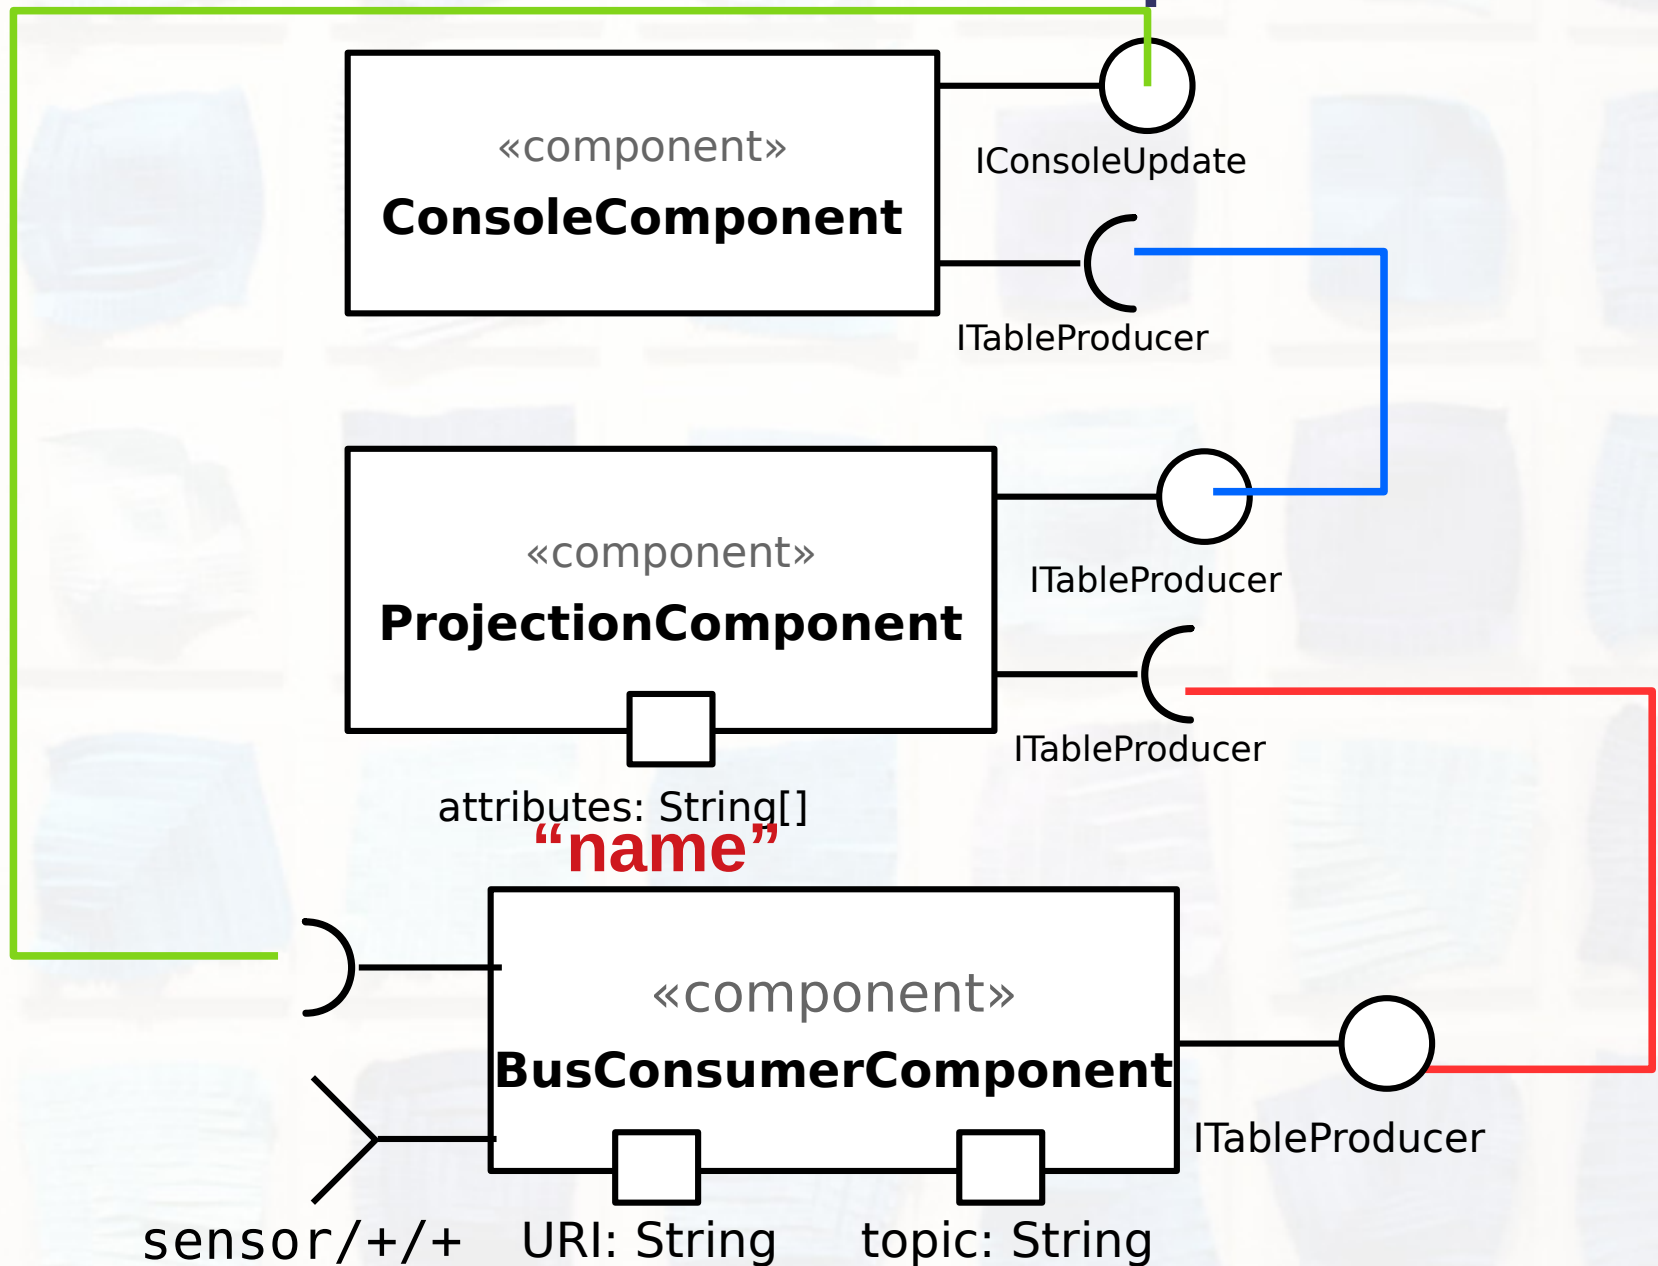 «component»
ConsoleComponent
IConsoleUpdate
ITableProducer
«component»
ProjectionComponent
ITableProducer
ITableProducer
attributes: String[]
“name”
«component»
BusConsumerComponent
ITableProducer
sensor/+/+
URI: String
topic: String